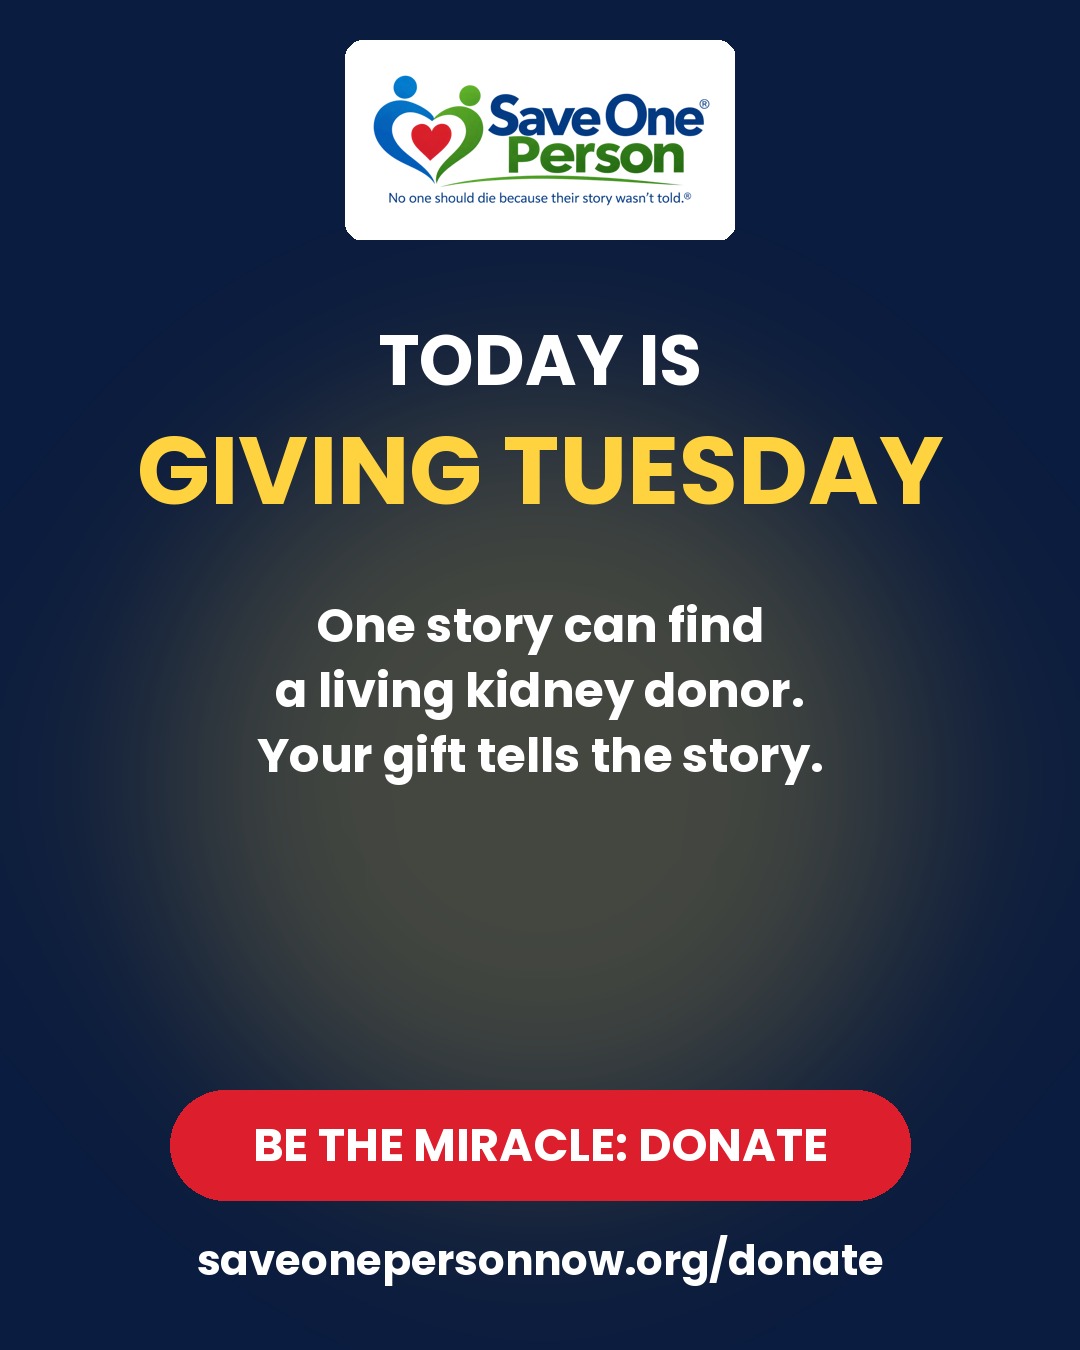 Save One®
Person
No one should die because their story wasn't told.®
TODAY IS
GIVING TUESDAY
One story can find
a living kidney donor.
Your gift tells the story.
BE THE MIRACLE: DONATE
saveonepersonnow.org/donate